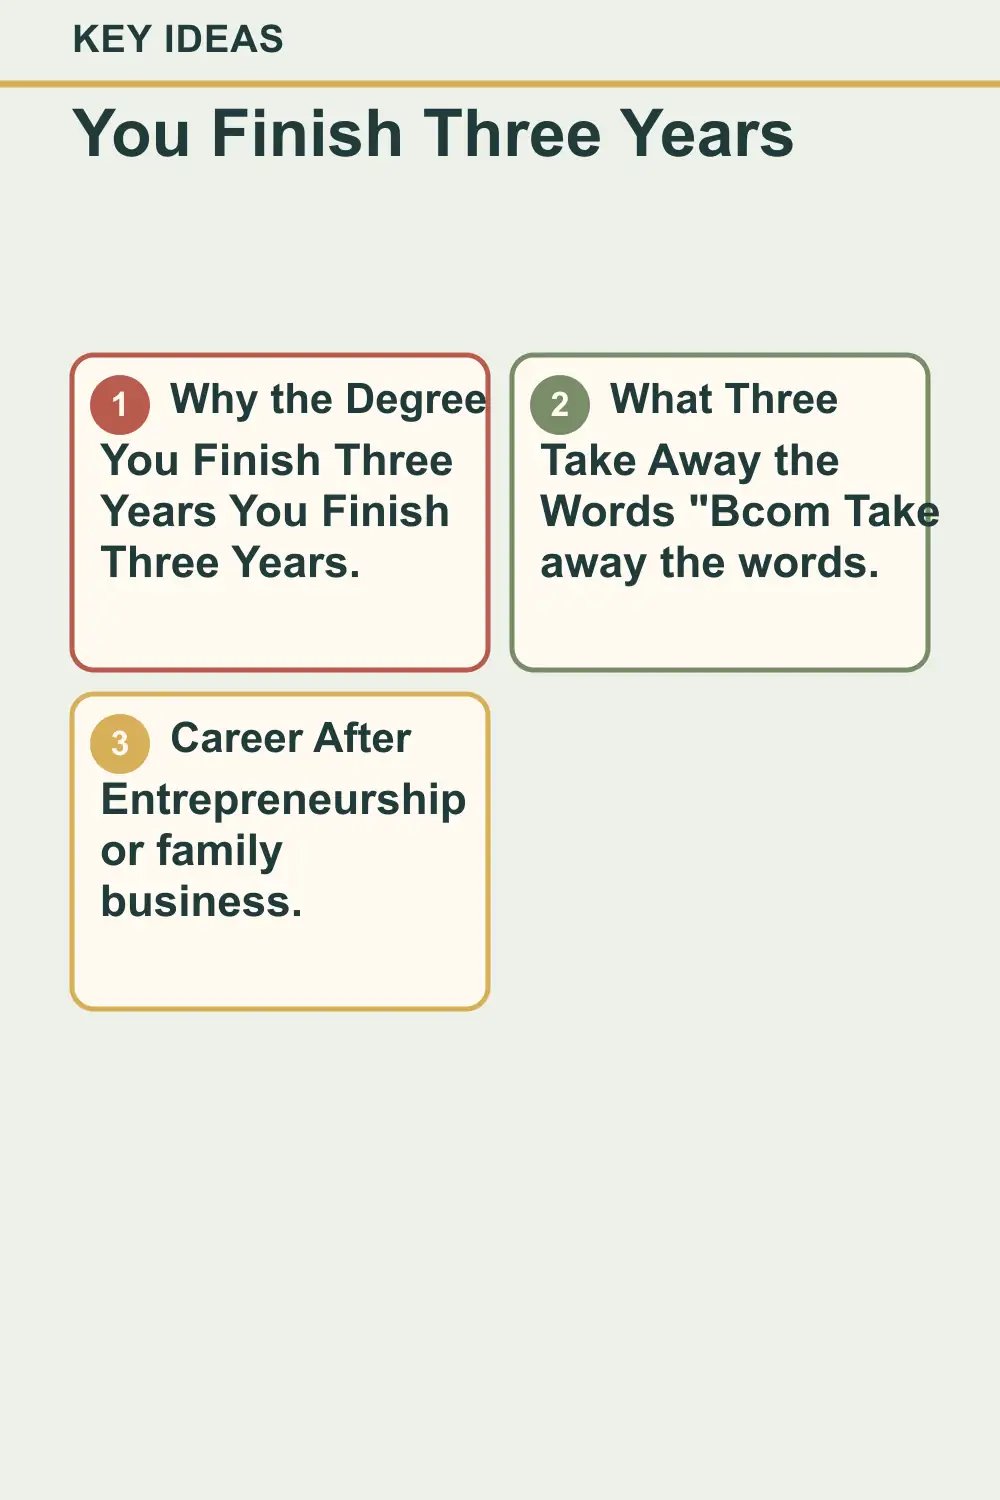 KEY IDEAS
You Finish Three Years
1 Why the Degree
You Finish Three
Years You Finish
Three Years.
2 What Three
Take Away the
Words "Bcom Take
away the words.
3 Career After
Entrepreneurship
or family
business.